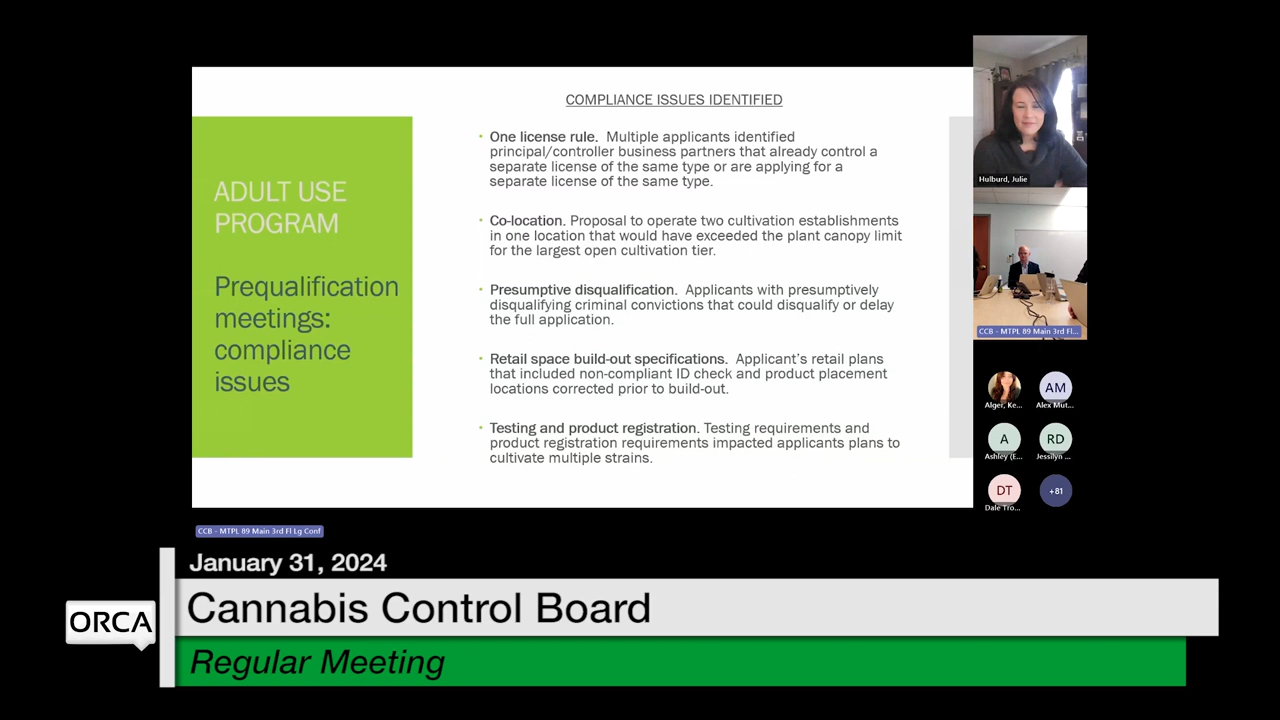 COMPLIANCE ISSUES IDENTIFIED
ADULT USE
PROGRAM
Prequalification
meetings:
compliance
issues
• One license rule. Multiple applicants identified
principal/controller business partners that already control a
separate license of the same type or are applying for a
separate license of the same type.
• Co-location. Proposal to operate two cultivation establishments
in one location that would have exceeded the plant canopy limit
for the largest open cultivation tier.
• Presumptive disqualification. Applicants with presumptively
disqualifying criminal convictions that could disqualify or delay
the full application.
• Retail space build-out specifications. Applicant's retail plans
that included non-compliant ID check and product placement
locations corrected prior to build-out.
• Testing and product registration. Testing requirements and
product registration requirements impacted applicants plans to
cultivate multiple strains.
Hulburd, Julie
CCB - MTPL 89 Main 3rd Fl...
AM
Alger, Ke...
Alex Mut...
A
RD
Ashley (E...
Jessilyn ...
DT
+81
Dale Tro...
CCB - MTPL 89 Main 3rd Fl Lg Conf
January 31, 2024
ORCA
Cannabis Control Board
Regular Meeting